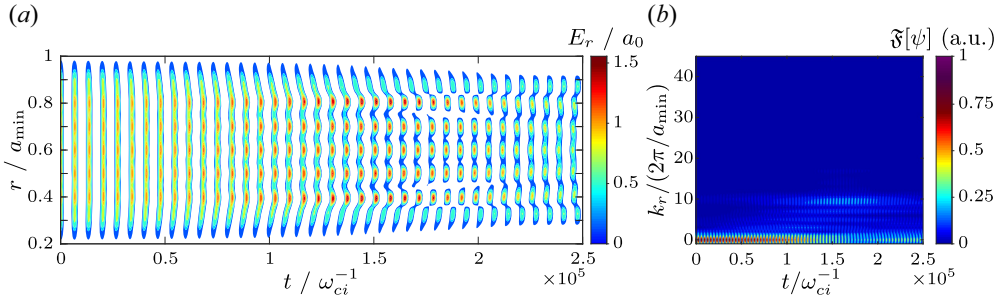 (a)
E_r / a_0
1
0.8
0.6
0.4
0.2
r / a_min
0 0.5 1 1.5 2 2.5
×10^5
t / ω_ci^{-1}
1.5
1
0.5
0
(b)
𝔉[ψ] (a.u.)
40
30
20
10
0
k_r/(2π/a_min)
0 0.5 1 1.5 2 2.5
×10^5
t/ω_ci^{-1}
1
0.75
0.5
0.25
0